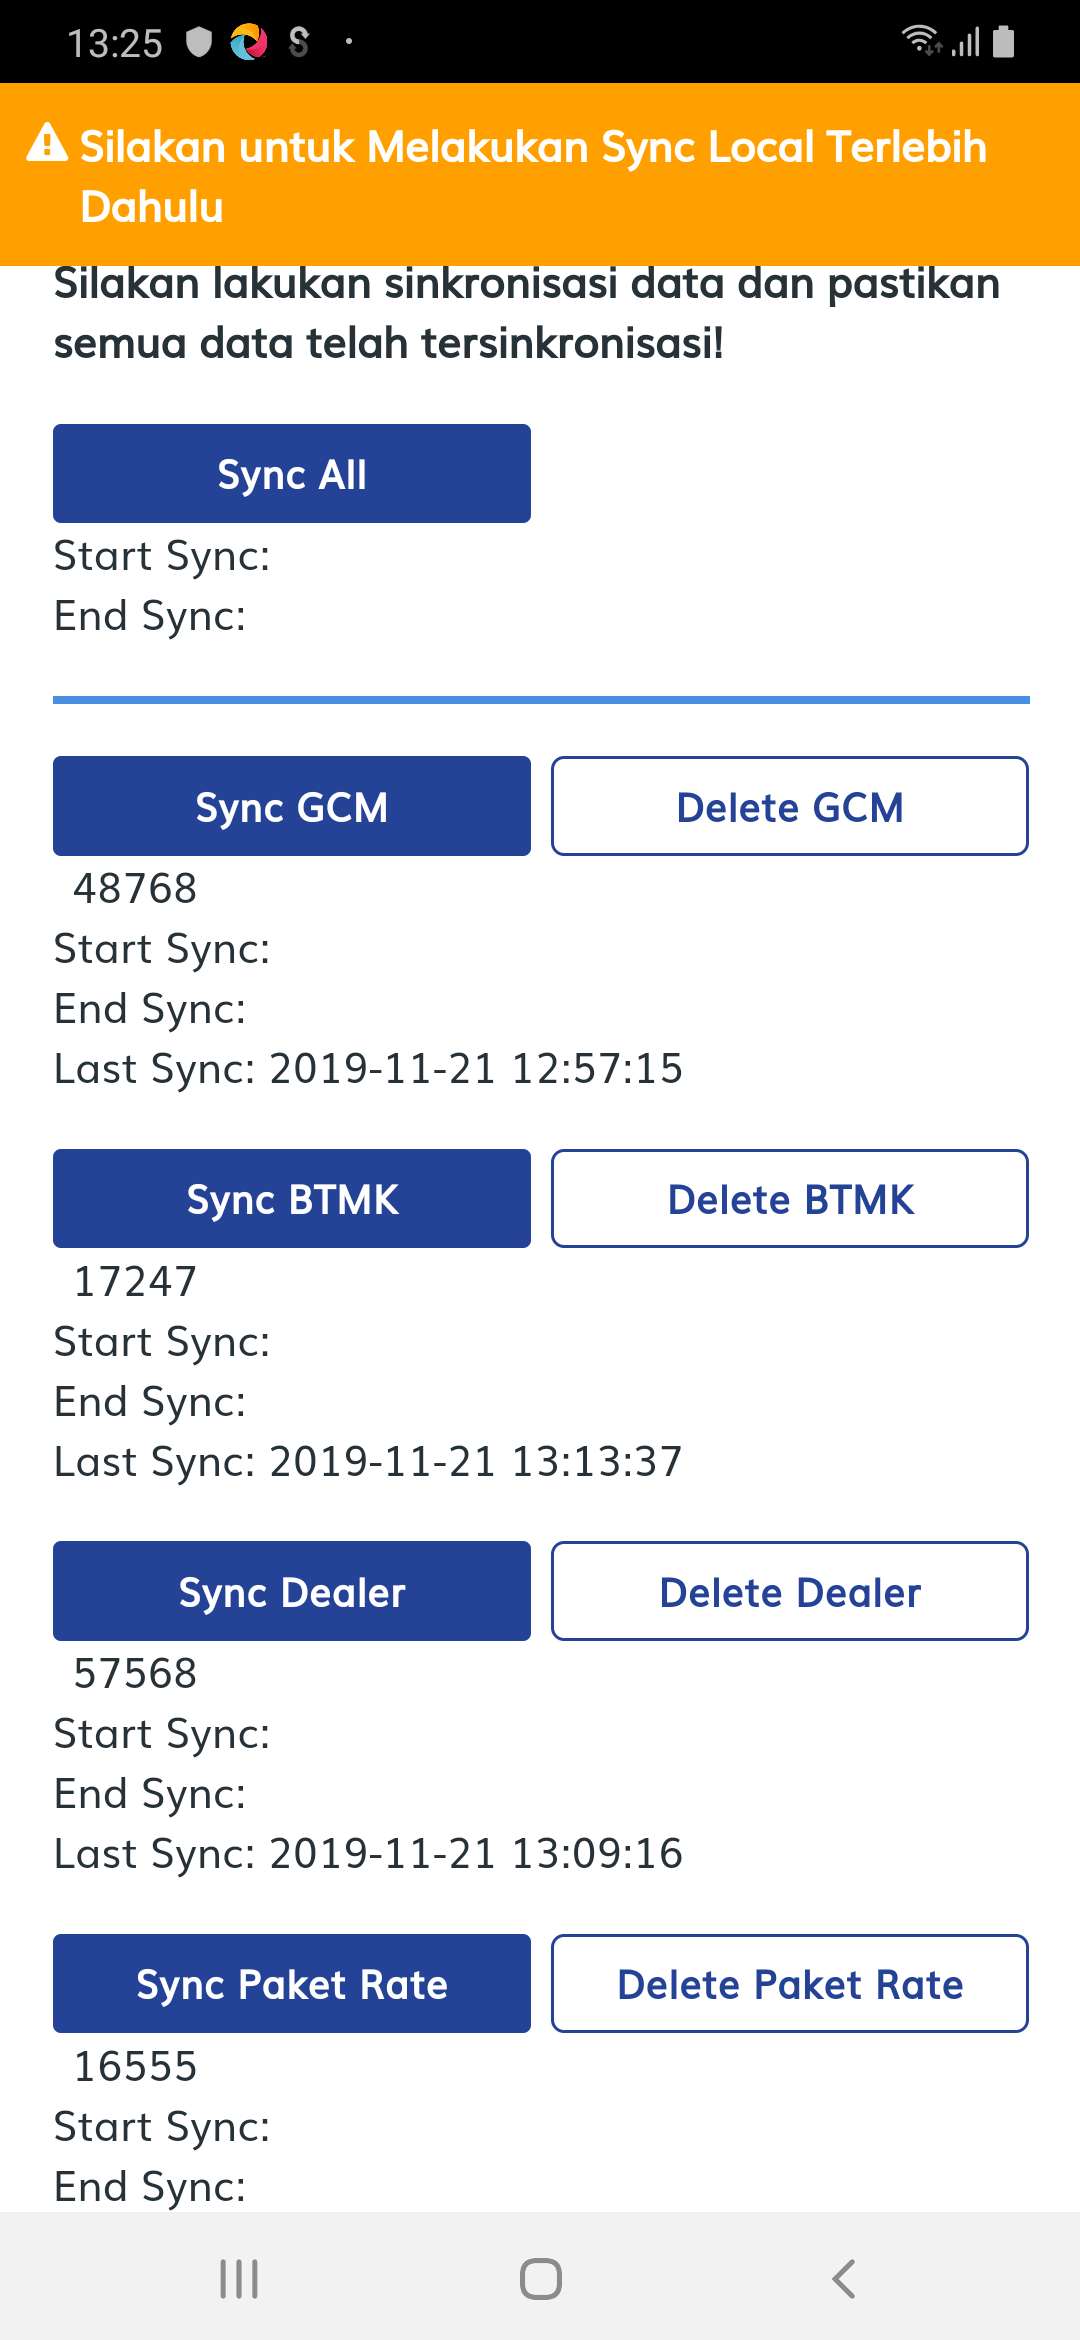 13:25
Silakan untuk Melakukan Sync Local Terlebih
Dahulu
Silakan lakukan sinkronisasi data dan pastikan
semua data telah tersinkronisasi!
Sync All
Start Sync:
End Sync:
Sync GCM
Delete GCM
48768
Start Sync:
End Sync:
Last Sync: 2019-11-21 12:57:15
Sync BTMK
Delete BTMK
17247
Start Sync:
End Sync:
Last Sync: 2019-11-21 13:13:37
Sync Dealer
Delete Dealer
57568
Start Sync:
End Sync:
Last Sync: 2019-11-21 13:09:16
Sync Paket Rate
Delete Paket Rate
16555
Start Sync:
End Sync: